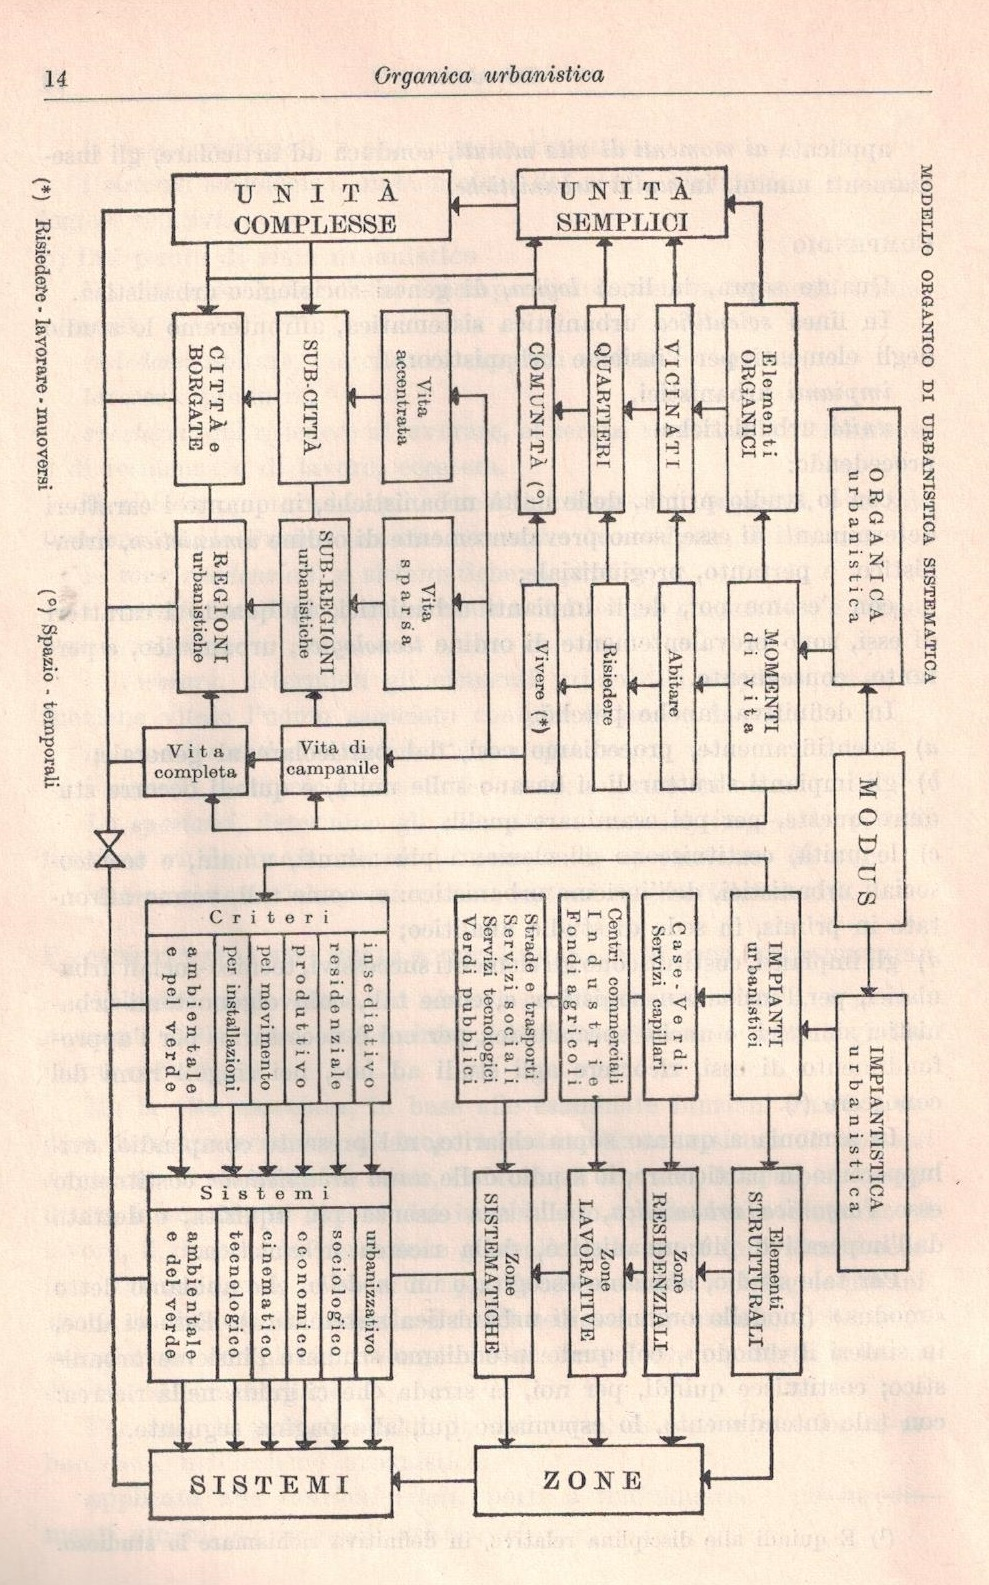 14
Organica urbanistica
MODELLO ORGANICO DI URBANISTICA SISTEMATICA
MODUS
ORGANICA
urbanistica
IMPIANTISTICA
urbanistica
Elementi
ORGANICI
MOMENTI
di vita
IMPIANTI
urbanistici
Elementi
STRUTTURALI
UNITÀ
SEMPLICI
VICINATI
QUARTIERI
COMUNITÀ (°)
Abitare
Risiedere
Vivere (*)
Case-Verdi
Servizi capillari
Centri commerciali
Industrie
Fondi agricoli
Strade e trasporti
Servizi sociali
Servizi tecnologici
Verdi pubblici
Zone
RESIDENZIALI
Zone
LAVORATIVE
Zone
SISTEMATICHE
ZONE
UNITÀ
COMPLESSE
Vita
accentrata
Vita
sparsa
SUB-CITTÀ
SUB-REGIONI
urbanistiche
Vita di
campanile
CITTÀ e
BORGATE
REGIONI
urbanistiche
Vita
completa
Criteri
insediativo
residenziale
produttivo
per il movimento
per installazioni
ambientale
e pel verde
Sistemi
urbanizzativo
sociologico
economico
cinematico
tecnologico
ambientale
e del verde
SISTEMI
(*) Risiedere - lavorare - muoversi
(°) Spazio - temporali